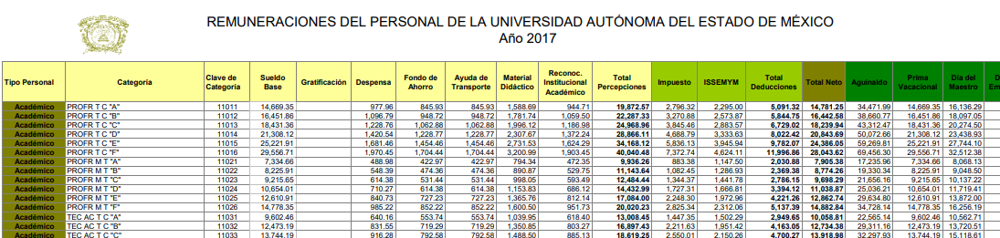 REMUNERACIONES DEL PERSONAL DE LA UNIVERSIDAD AUTÓNOMA DEL ESTADO DE MÉXICO
Año 2017
Tipo Personal Categoría Clave de Categoría Sueldo Base Gratificación Despensa Fondo de Ahorro Ayuda de Transporte Material Didáctico Reconoc. Institucional Académico Total Percepciones Impuesto ISSEMYM Total Deducciones Total Neto Aguinaldo Prima Vacacional Dia del Maestro
Académico PROFR T C "A" 11011 14,669.35 977.96 845.93 845.93 1,588.69 944.71 19,872.57 2,796.32 2,295.00 5,091.32 14,781.25 34,471.99 14,669.35 16,136.29
Académico PROFR T C "B" 11012 16,451.86 1,096.79 948.72 948.72 1,781.74 1,059.50 22,287.33 3,270.88 2,573.87 5,844.75 16,442.58 38,660.77 16,451.86 18,097.05
Académico PROFR T C "C" 11013 18,431.36 1,228.76 1,062.88 1,062.88 1,996.12 1,186.98 24,968.96 3,845.46 2,883.57 6,729.02 18,239.94 43,312.47 18,431.36 20,274.50
Académico PROFR T C "D" 11014 21,308.12 1,420.54 1,228.77 1,228.77 2,307.67 1,372.24 28,866.11 4,688.79 3,333.63 8,022.42 20,843.69 50,072.66 21,308.12 23,438.93
Académico PROFR T C "E" 11015 25,221.91 1,681.46 1,454.46 1,454.46 2,731.53 1,624.29 34,168.12 5,836.13 3,945.94 9,782.07 24,386.05 59,269.81 25,221.91 27,744.10
Académico PROFR T C "F" 11016 29,556.71 1,970.45 1,704.44 1,704.44 3,200.99 1,903.45 40,040.48 7,372.74 4,624.11 11,996.86 28,043.62 69,456.30 29,556.71 32,512.38
Académico PROFR M T "A" 11021 7,334.66 488.98 422.97 422.97 794.34 472.35 9,936.26 883.38 1,147.50 2,030.88 7,905.38 17,235.96 7,334.66 8,068.13
Académico PROFR M T "B" 11022 8,225.91 548.39 474.36 474.36 890.87 529.75 11,143.64 1,082.45 1,286.93 2,369.38 8,774.26 19,330.34 8,225.91 9,048.50
Académico PROFR M T "C" 11023 9,215.65 614.38 531.44 531.44 998.05 593.49 12,484.44 1,344.37 1,441.78 2,786.15 9,698.29 21,656.16 9,215.65 10,137.22
Académico PROFR M T "D" 11024 10,654.01 710.27 614.38 614.38 1,153.83 686.12 14,432.99 1,727.31 1,666.81 3,394.12 11,038.87 25,036.21 10,654.01 11,719.41
Académico PROFR M T "E" 11025 12,610.91 840.73 727.23 727.23 1,365.76 812.14 17,084.00 2,248.30 1,972.96 4,221.26 12,862.74 29,634.80 12,610.91 13,872.00
Académico PROFR M T "F" 11026 14,778.35 985.22 852.22 852.22 1,600.50 951.73 20,020.23 2,825.34 2,312.06 5,137.39 14,882.84 34,728.14 14,778.35 16,256.19
Académico TEC AC T C "A" 11031 9,602.46 640.16 553.74 553.74 1,039.95 618.40 13,008.45 1,447.35 1,502.29 2,949.65 10,058.81 22,565.14 9,602.46 10,562.71
Académico TEC AC T C "B" 11032 12,473.19 831.55 719.29 719.29 1,350.85 803.27 16,897.43 2,211.63 1,951.42 4,163.05 12,734.38 29,311.16 12,473.19 13,720.51
Académico TEC AC T C "C" 11033 13,744.19 916.28 792.58 792.58 1,488.50 885.13 18,619.25 2,550.01 2,150.26 4,700.27 13,918.98 32,297.93 13,744.19 15,118.61